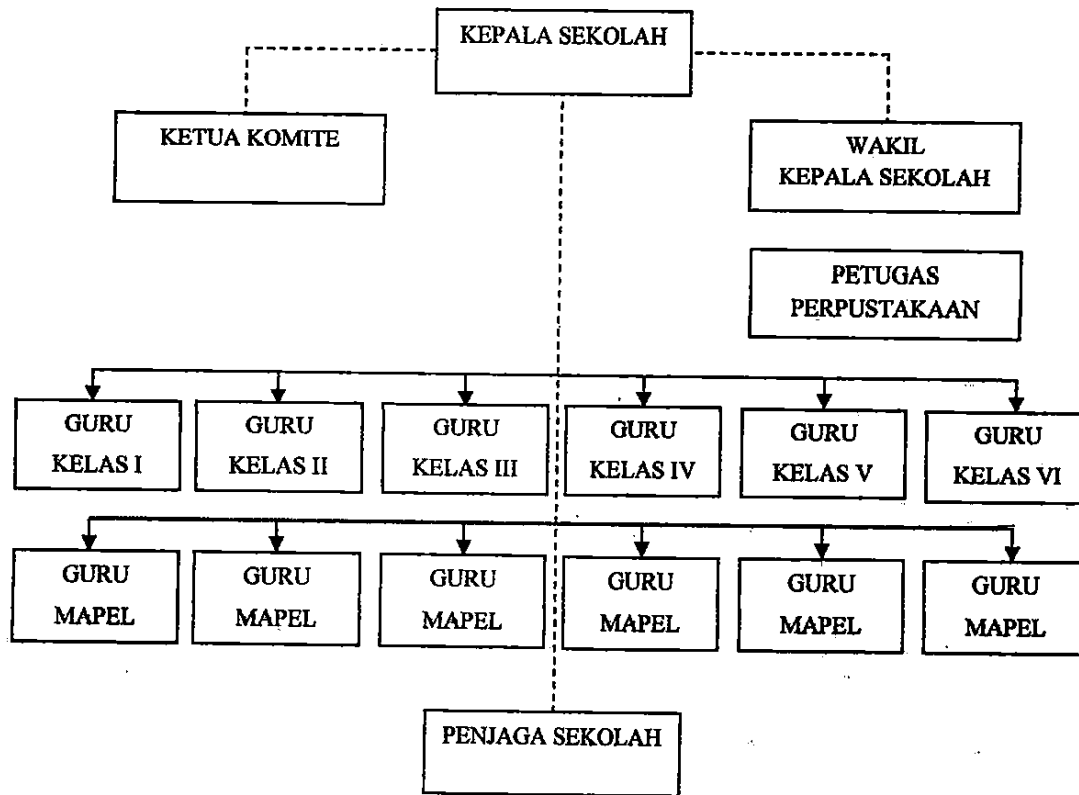 KEPALA SEKOLAH
KETUA KOMITE
WAKIL
KEPALA SEKOLAH
PETUGAS
PERPUSTAKAAN
GURU
KELAS I
GURU
KELAS II
GURU
KELAS III
GURU
KELAS IV
GURU
KELAS V
GURU
KELAS VI
GURU
MAPEL
GURU
MAPEL
GURU
MAPEL
GURU
MAPEL
GURU
MAPEL
GURU
MAPEL
PENJAGA SEKOLAH